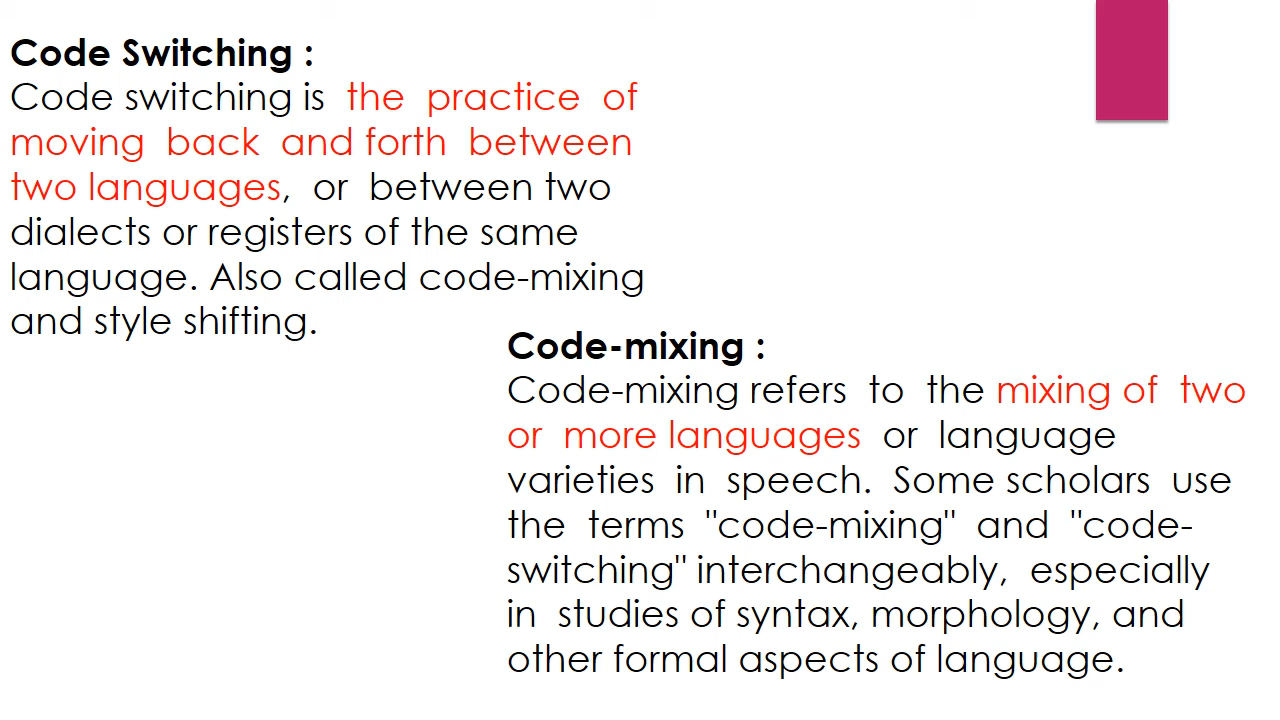 Code Switching :
Code switching is the practice of
moving back and forth between
two languages, or between two
dialects or registers of the same
language. Also called code-mixing
and style shifting.
Code-mixing :
Code-mixing refers to the mixing of two
or more languages or language
varieties in speech. Some scholars use
the terms "code-mixing" and "code-
switching" interchangeably, especially
in studies of syntax, morphology, and
other formal aspects of language.